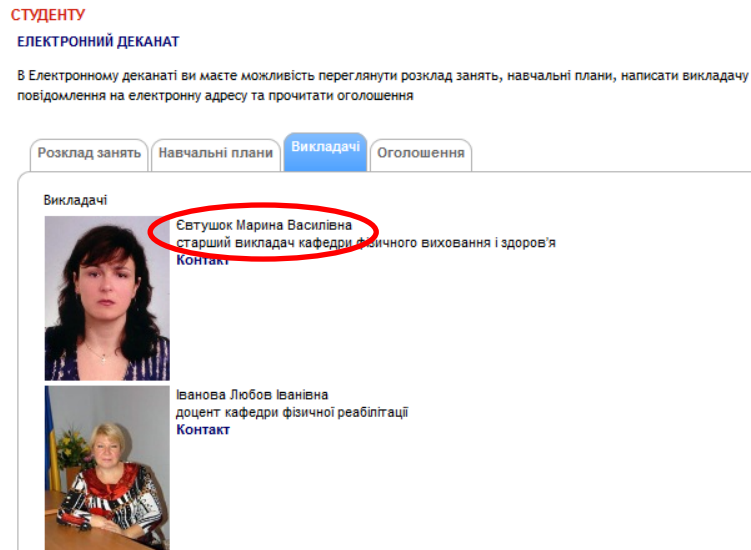 СТУДЕНТУ
ЕЛЕКТРОННИЙ ДЕКАНАТ
В Електронному деканаті ви маєте можливість переглянути розклад занять, навчальні плани, написати викладачу
повідомлення на електронну адресу та прочитати оголошення
Розклад занять Навчальні плани Викладачі Оголошення
Викладачі
Євтушок Марина Василівна
старший викладач кафедри фізичного виховання і здоров'я
Контакт
Іванова Любов Іванівна
доцент кафедри фізичної реабілітації
Контакт